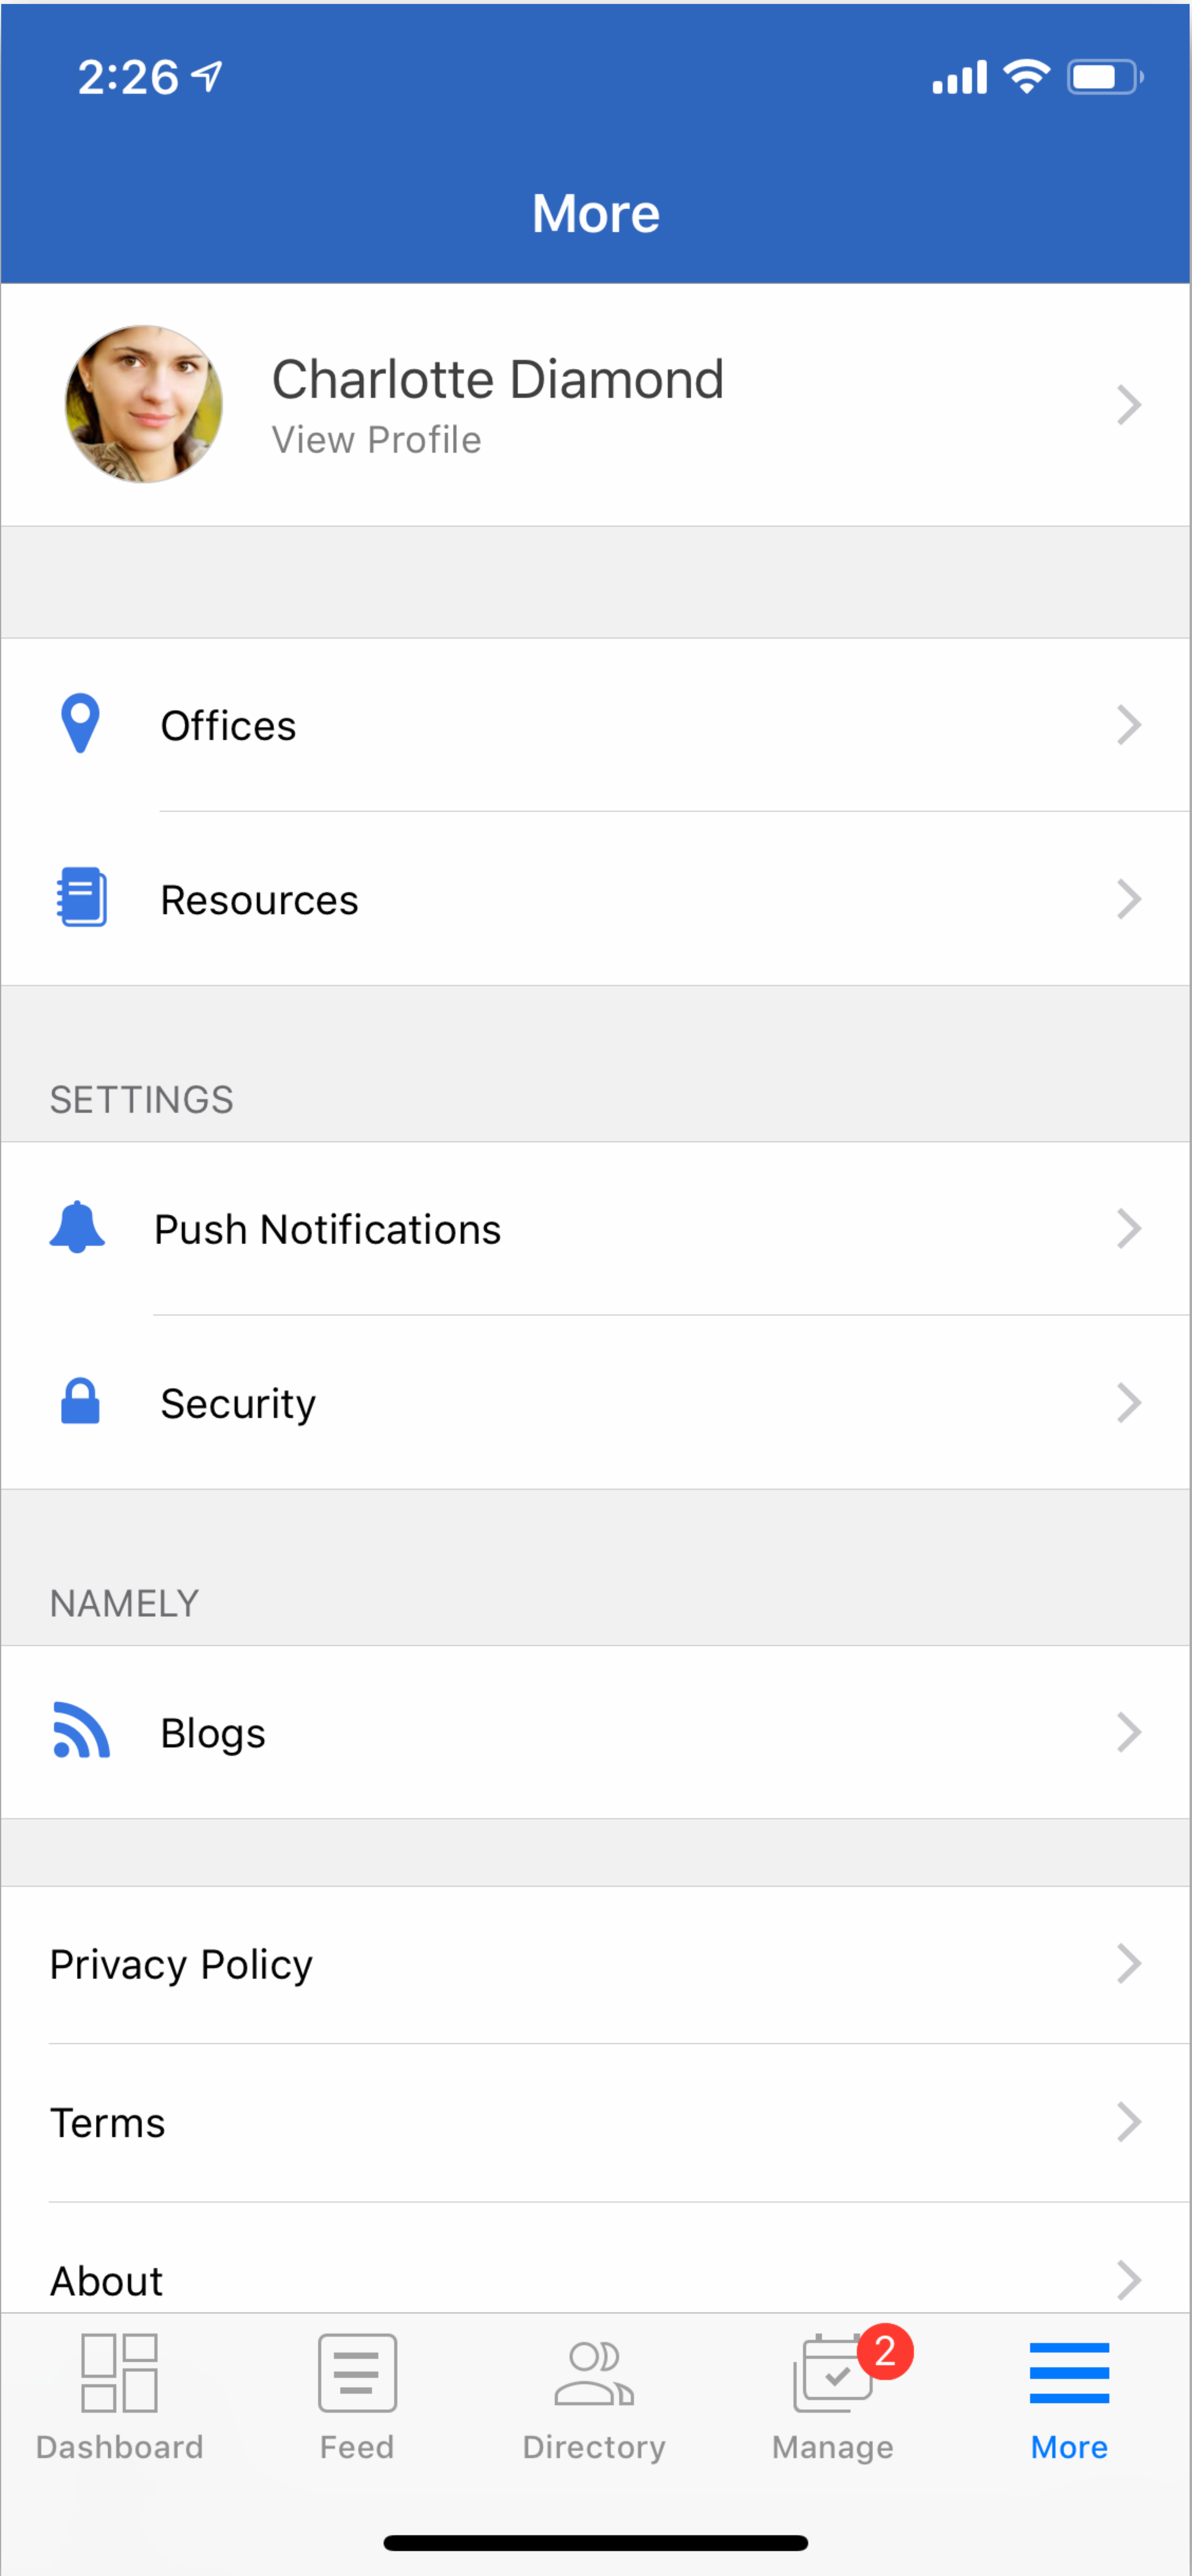 2:26
More
Charlotte Diamond
View Profile
Offices
Resources
SETTINGS
Push Notifications
Security
NAMELY
Blogs
Privacy Policy
Terms
About
2
Dashboard Feed Directory Manage More